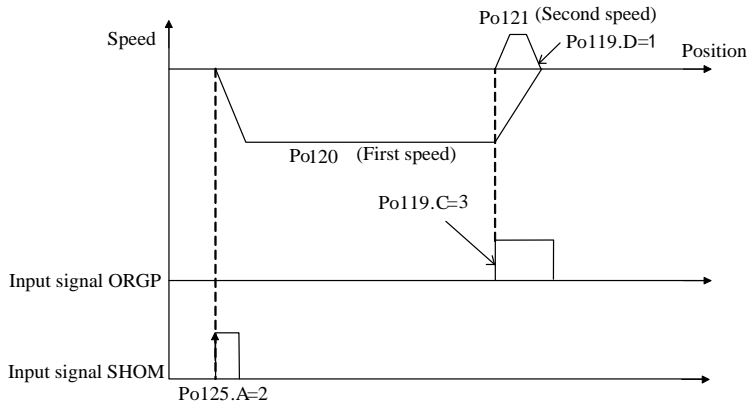 Po121 (Second speed)
Speed
Po119.D=1
Position
Po120 (First speed)
Po119.C=3
Input signal ORGP
Input signal SHOM
Po125.A=2